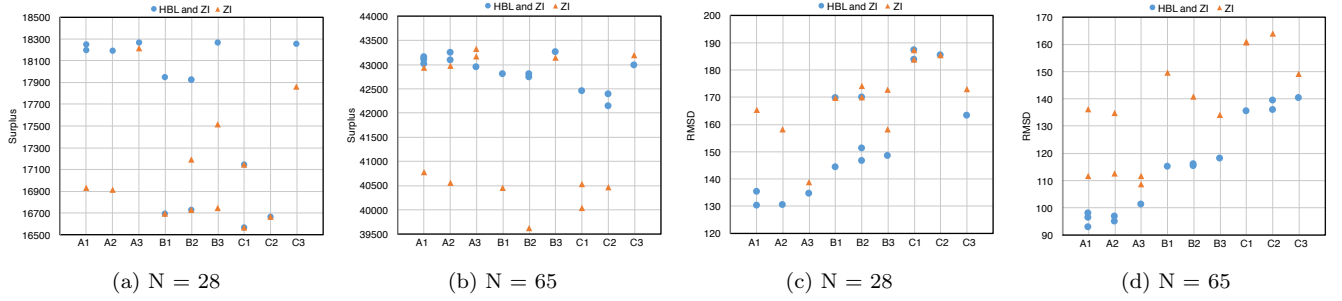 HBL and ZI ZI
18500
18300
18100
17900
17700
17500
17300
17100
16900
16700
16500
Surplus
A1 A2 A3 B1 B2 B3 C1 C2 C3
(a) N = 28
HBL and ZI ZI
44000
43500
43000
42500
42000
41500
41000
40500
40000
39500
Surplus
A1 A2 A3 B1 B2 B3 C1 C2 C3
(b) N = 65
HBL and ZI ZI
200
190
180
170
160
150
140
130
120
RMSD
A1 A2 A3 B1 B2 B3 C1 C2 C3
(c) N = 28
HBL and ZI ZI
170
160
150
140
130
120
110
100
90
RMSD
A1 A2 A3 B1 B2 B3 C1 C2 C3
(d) N = 65